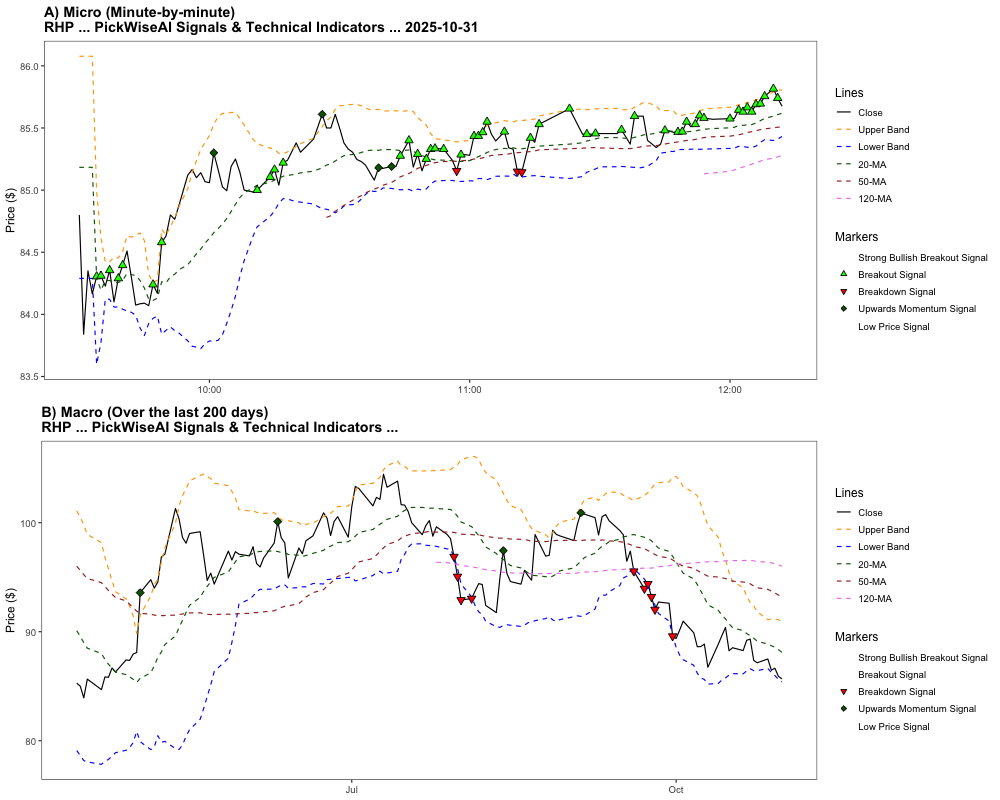 A) Micro (Minute-by-minute)
RHP ... PickWiseAI Signals & Technical Indicators ... 2025-10-31
Price ($)
86.0
85.5
85.0
84.5
84.0
83.5
10:00
11:00
12:00
Lines
Close
Upper Band
Lower Band
20-MA
50-MA
120-MA
Markers
Strong Bullish Breakout Signal
Breakout Signal
Breakdown Signal
Upwards Momentum Signal
Low Price Signal
B) Macro (Over the last 200 days)
RHP ... PickWiseAI Signals & Technical Indicators ...
Price ($)
100
90
80
Jul
Oct
Lines
Close
Upper Band
Lower Band
20-MA
50-MA
120-MA
Markers
Strong Bullish Breakout Signal
Breakout Signal
Breakdown Signal
Upwards Momentum Signal
Low Price Signal